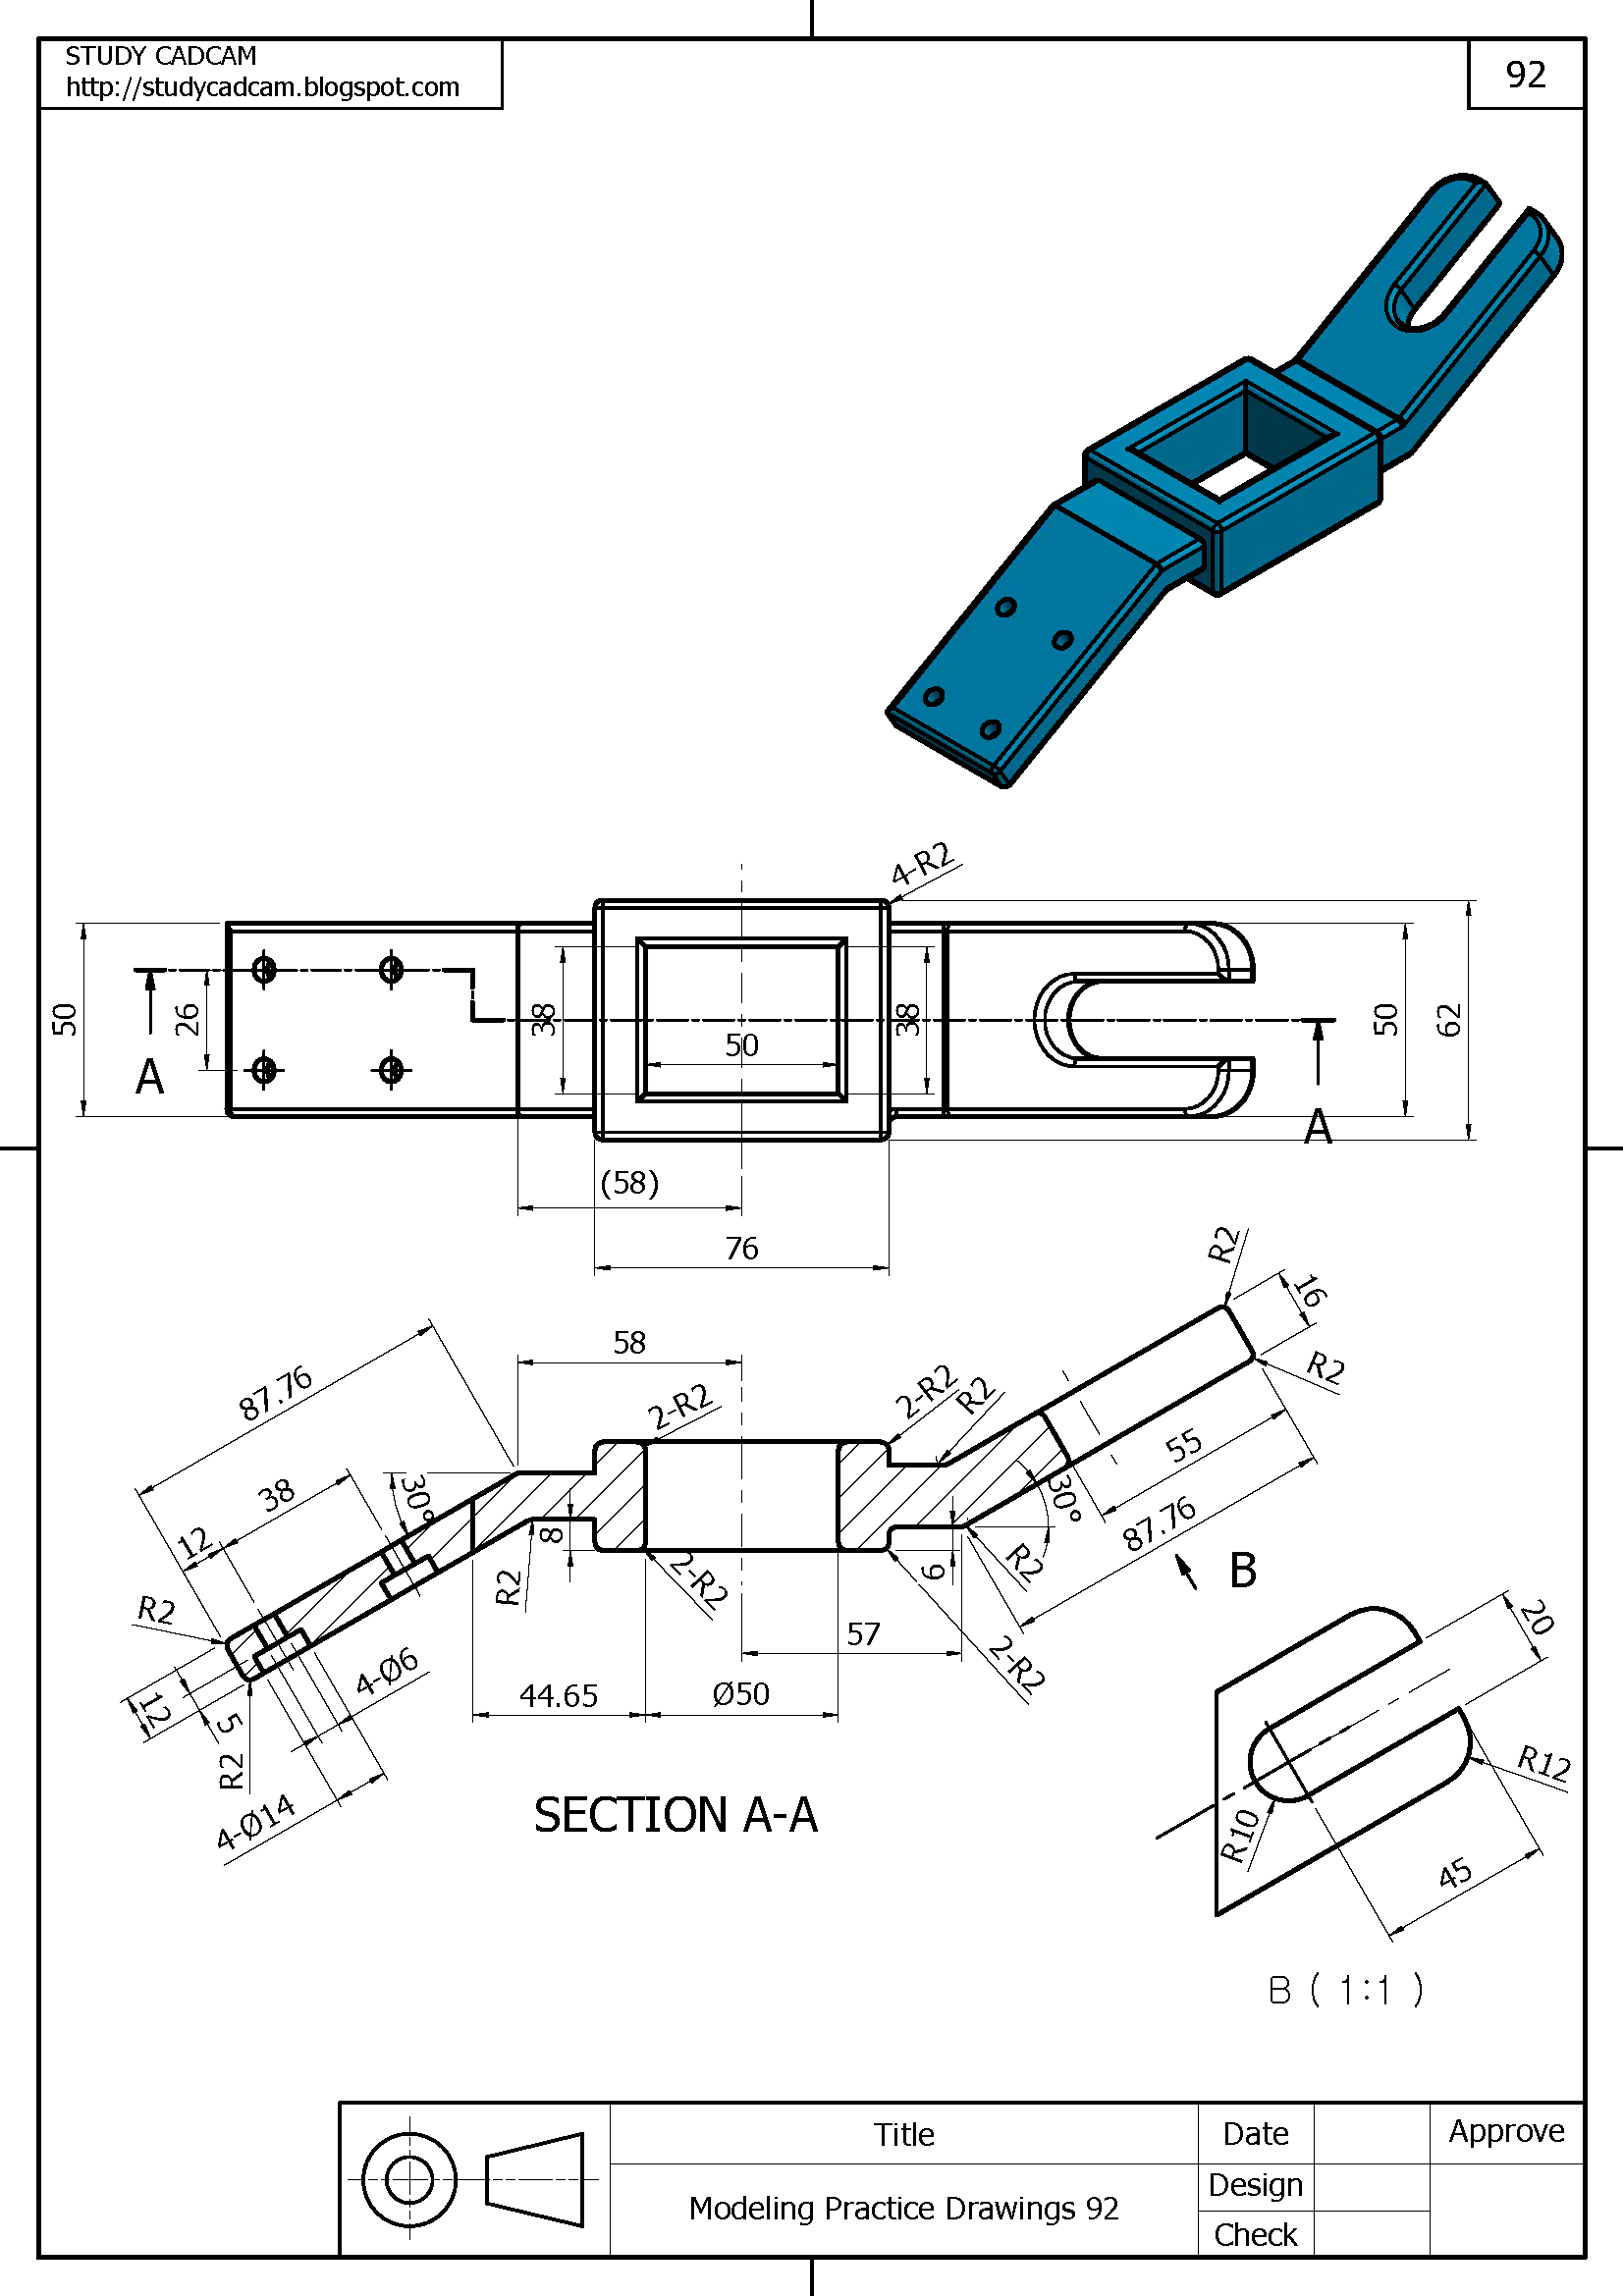 STUDY CADCAM
http://studycadcam.blogspot.com
92
4-R2
50
26
38
50
38
50
62
A
A
(58)
76
R2
16
87.76
58
2-R2
2-R2
R2
R2
38
30°
12
8
55
30°
87.76
R2
R2
2-R2
6
R2
B
57
2-R2
20
12
5
4-Ø6
44.65
Ø50
R2
4-Ø14
R12
R10
45
SECTION A-A
B ( 1:1 )
Title
Date
Approve
Modeling Practice Drawings 92
Design
Check